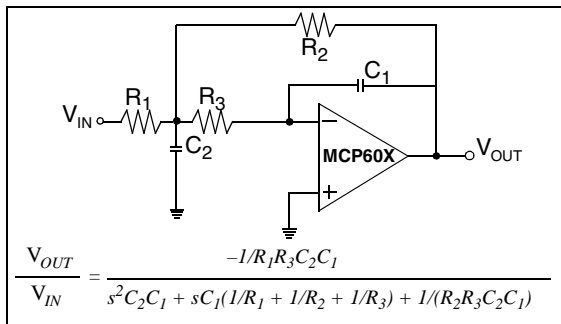 R2
C1
R1
R3
VIN
C2
−
MCP60X
+
VOUT
VOUT/VIN = −1/R1R3C2C1 / s²C2C1 + sC1(1/R1 + 1/R2 + 1/R3) + 1/(R2R3C2C1)